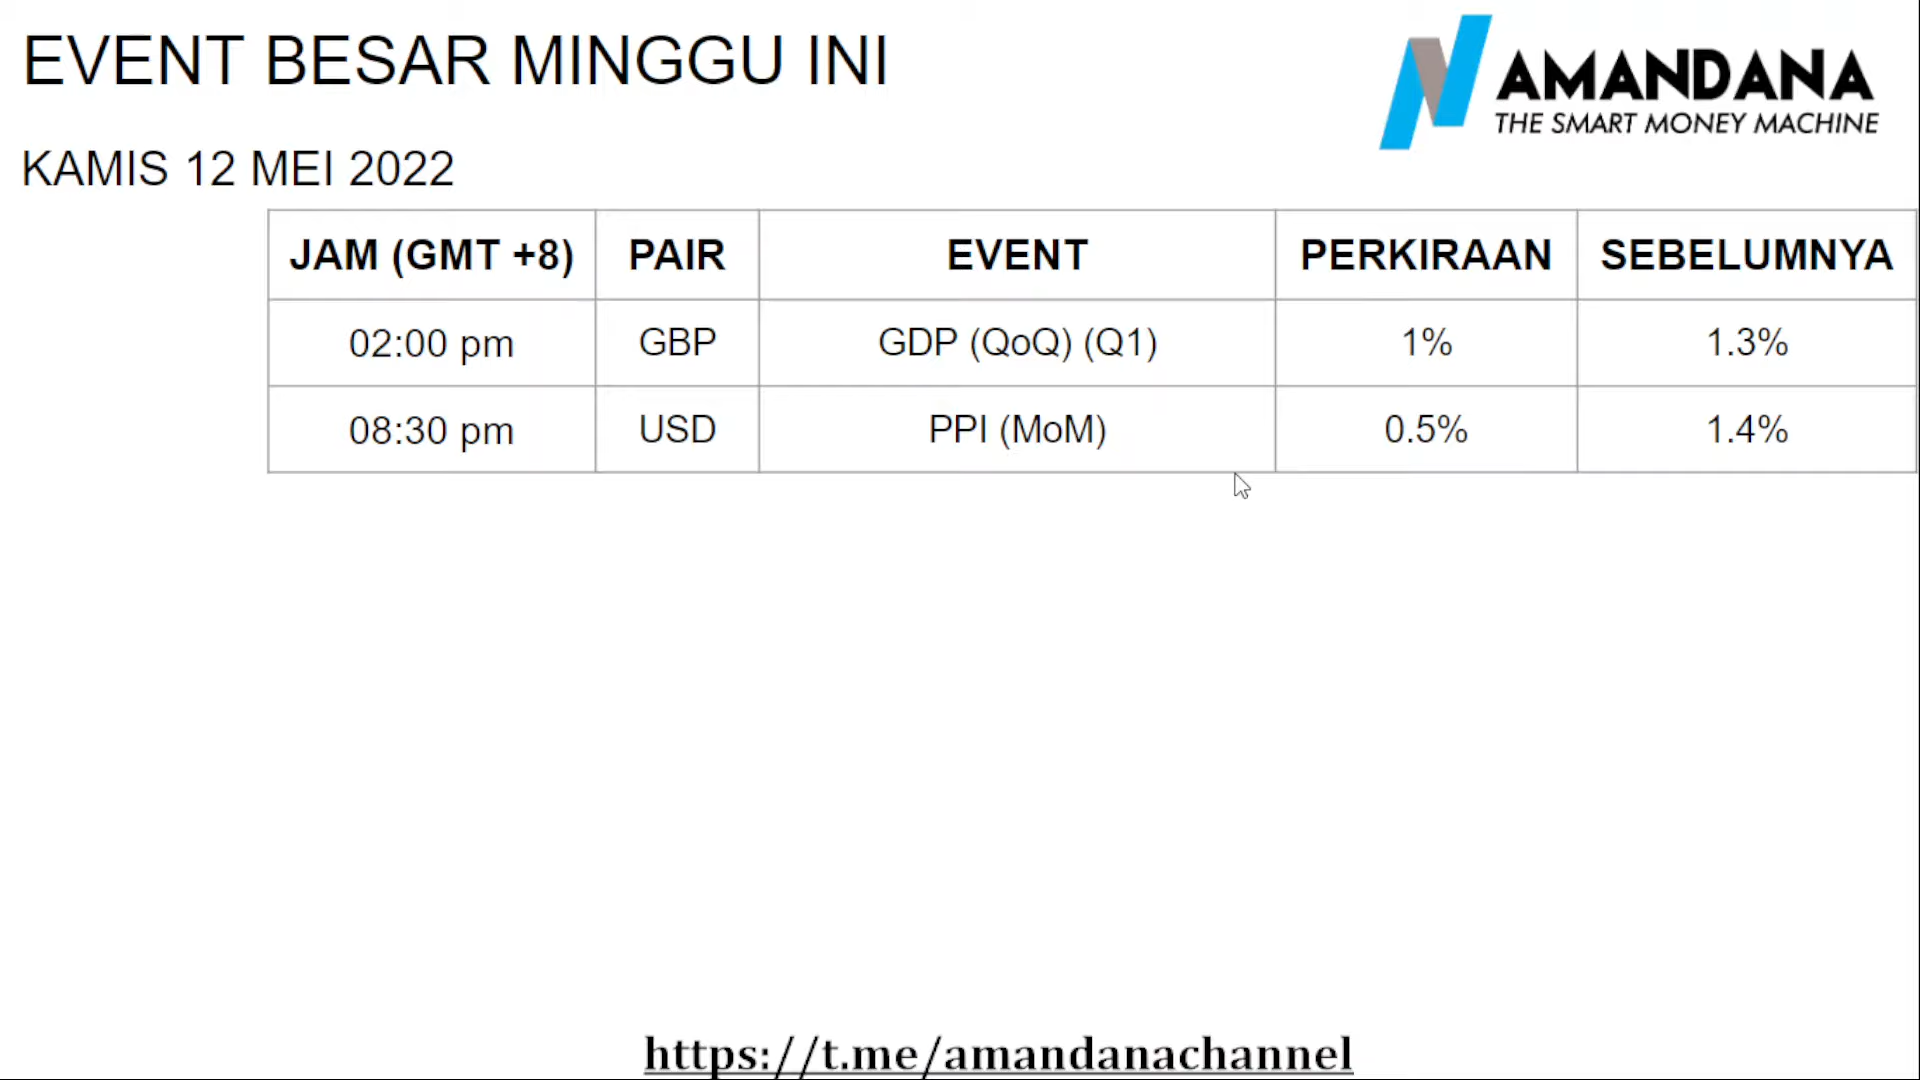 EVENT BESAR MINGGU INI
AMANDANA
THE SMART MONEY MACHINE
KAMIS 12 MEI 2022
JAM (GMT +8) PAIR EVENT PERKIRAAN SEBELUMNYA
02:00 pm GBP GDP (QoQ) (Q1) 1% 1.3%
08:30 pm USD PPI (MoM) 0.5% 1.4%
https://t.me/amandanachannel